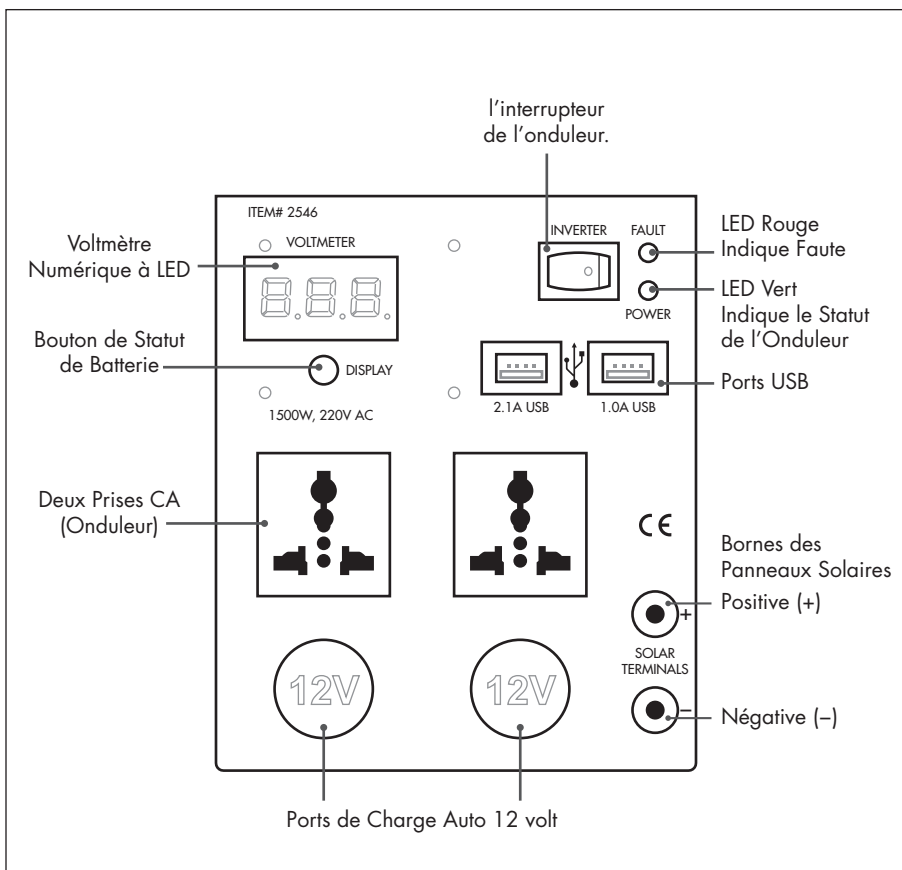 l'interrupteur
de l'onduleur.
ITEM# 2546
VOLTMETER
INVERTER
FAULT
POWER
Voltmètre
Numérique à LED
LED Rouge
Indique Faute
LED Vert
Indique le Statut
de l'Onduleur
8.8.8.
Bouton de Statut
de Batterie
DISPLAY
Ports USB
2.1A USB
1.0A USB
1500W, 220V AC
Deux Prises CA
(Onduleur)
CE
Bornes des
Panneaux Solaires
Positive (+)
+
SOLAR
TERMINALS
–
Négative (–)
12V
12V
Ports de Charge Auto 12 volt